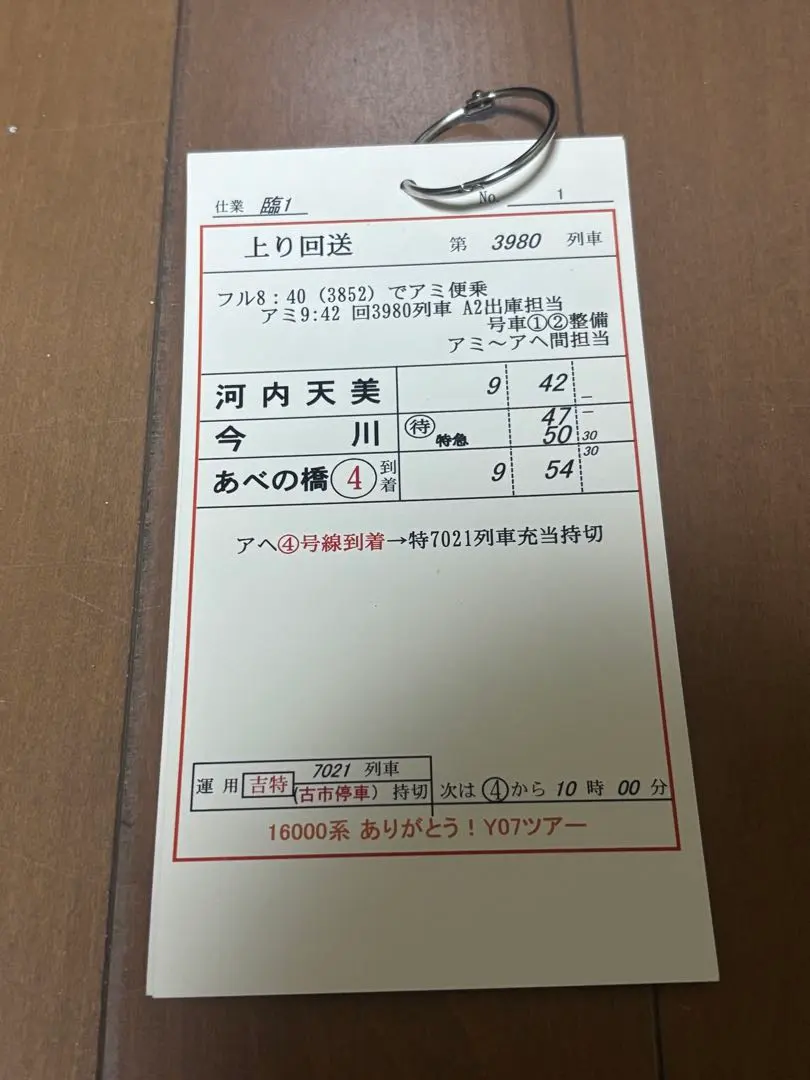 仕業 臨1 No. 1
上り回送 第 3980 列車
フル8:40(3852)でアミ便乗
アミ9:42 回3980列車 A2出庫担当
号車①②整備
アミ〜アヘ間担当
河内天美 9 42 —
今川 ㊕特急 47 —
50 30
あべの橋④到着 9 54 30
アヘ④号線到着→特7021列車充当持切
運用 吉特 7021 列車 (古市停車) 持切 次は④から 10 時 00 分
16000系 ありがとう!Y07ツアー